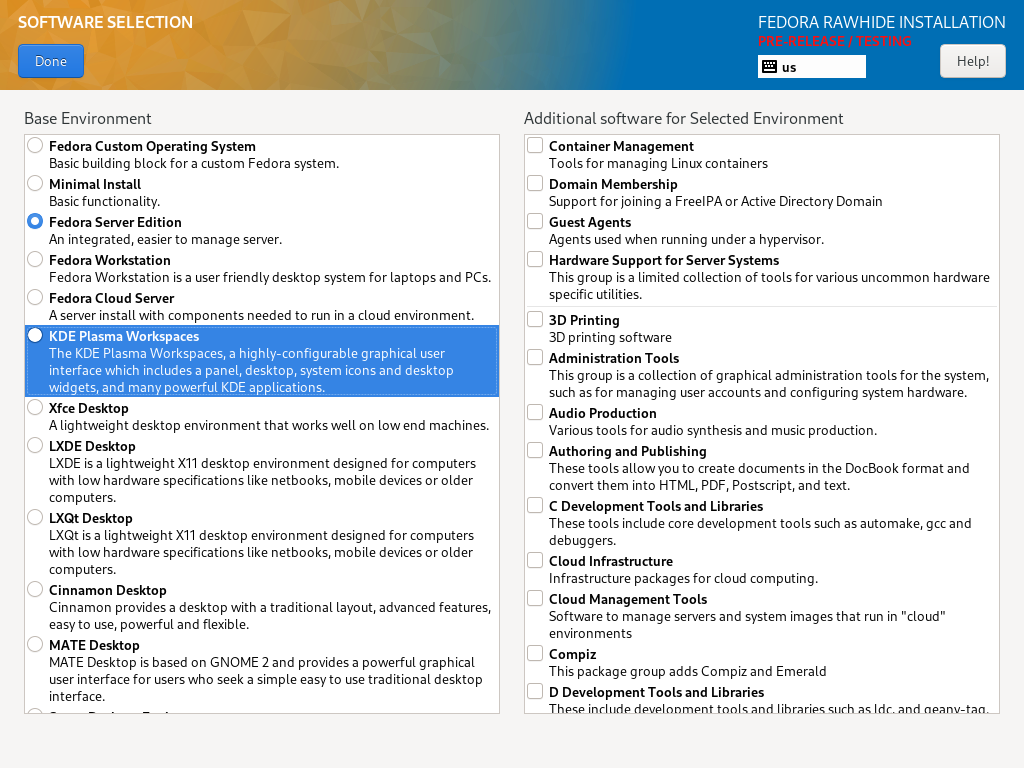 SOFTWARE SELECTION
Done
FEDORA RAWHIDE INSTALLATION
PRE-RELEASE / TESTING
us
Help!
Base Environment
Fedora Custom Operating System
Basic building block for a custom Fedora system.
Minimal Install
Basic functionality.
Fedora Server Edition
An integrated, easier to manage server.
Fedora Workstation
Fedora Workstation is a user friendly desktop system for laptops and PCs.
Fedora Cloud Server
A server install with components needed to run in a cloud environment.
KDE Plasma Workspaces
The KDE Plasma Workspaces, a highly-configurable graphical user
interface which includes a panel, desktop, system icons and desktop
widgets, and many powerful KDE applications.
Xfce Desktop
A lightweight desktop environment that works well on low end machines.
LXDE Desktop
LXDE is a lightweight X11 desktop environment designed for computers
with low hardware specifications like netbooks, mobile devices or older
computers.
LXQt Desktop
LXQt is a lightweight X11 desktop environment designed for computers
with low hardware specifications like netbooks, mobile devices or older
computers.
Cinnamon Desktop
Cinnamon provides a desktop with a traditional layout, advanced features,
easy to use, powerful and flexible.
MATE Desktop
MATE Desktop is based on GNOME 2 and provides a powerful graphical
user interface for users who seek a simple easy to use traditional desktop
interface.
Additional software for Selected Environment
Container Management
Tools for managing Linux containers
Domain Membership
Support for joining a FreeIPA or Active Directory Domain
Guest Agents
Agents used when running under a hypervisor.
Hardware Support for Server Systems
This group is a limited collection of tools for various uncommon hardware
specific utilities.
3D Printing
3D printing software
Administration Tools
This group is a collection of graphical administration tools for the system,
such as for managing user accounts and configuring system hardware.
Audio Production
Various tools for audio synthesis and music production.
Authoring and Publishing
These tools allow you to create documents in the DocBook format and
convert them into HTML, PDF, Postscript, and text.
C Development Tools and Libraries
These tools include core development tools such as automake, gcc and
debuggers.
Cloud Infrastructure
Infrastructure packages for cloud computing.
Cloud Management Tools
Software to manage servers and system images that run in "cloud"
environments
Compiz
This package group adds Compiz and Emerald
D Development Tools and Libraries
These include development tools and libraries such as ldc, and geany-tag.